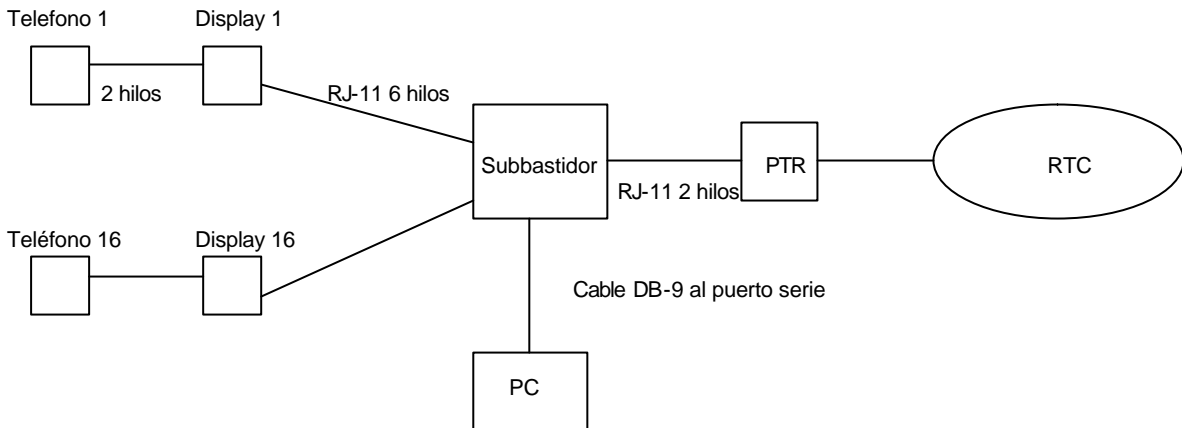 Telefono 1
Display 1
2 hilos
RJ-11 6 hilos
Subbastidor
RJ-11 2 hilos
PTR
RTC
Teléfono 16
Display 16
Cable DB-9 al puerto serie
PC